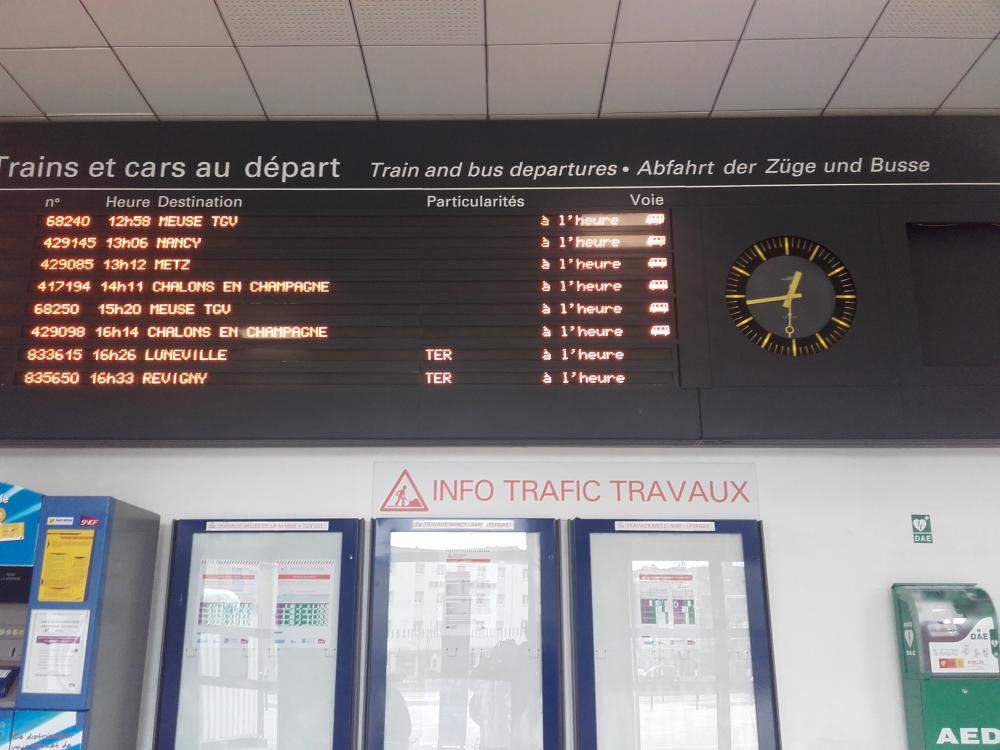 Trains et cars au départ Train and bus departures • Abfahrt der Züge und Busse
n° Heure Destination Particularités Voie
68240 12h58 MEUSE TGV à l'heure
429145 13h06 NANCY à l'heure
429085 13h12 METZ à l'heure
417194 14h11 CHALONS EN CHAMPAGNE à l'heure
68250 15h20 MEUSE TGV à l'heure
429098 16h14 CHALONS EN CHAMPAGNE à l'heure
833615 16h26 LUNEVILLE TER à l'heure
835650 16h33 REVIGNY TER à l'heure
INFO TRAFIC TRAVAUX
SNCF
DAE
DAE
AED